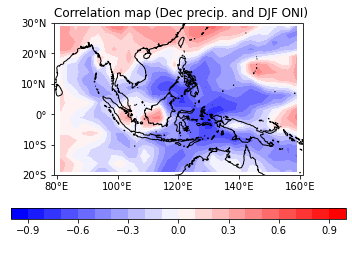 Correlation map (Dec precip. and DJF ONI)
30°N
20°N
10°N
0°
10°S
20°S
80°E 100°E 120°E 140°E 160°E
−0.9 −0.6 −0.3 0.0 0.3 0.6 0.9